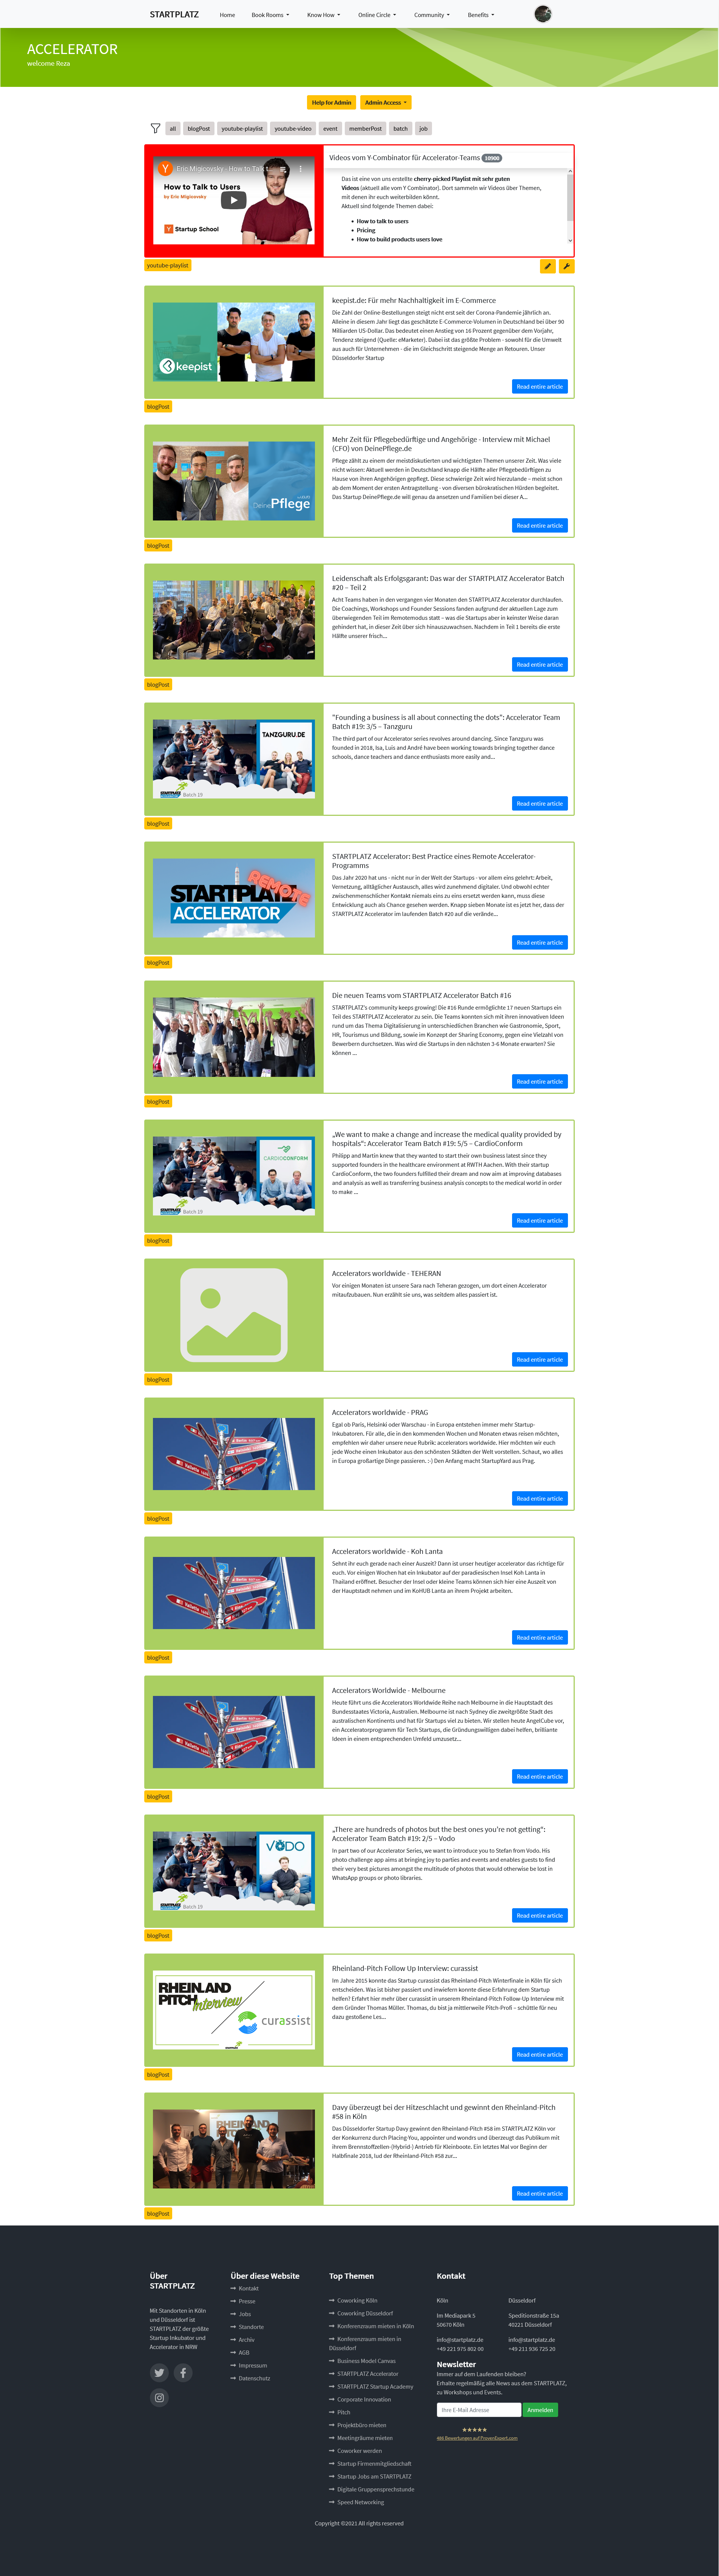 STARTPLATZ Home Book Rooms Know How Online Circle Community Benefits
ACCELERATOR
welcome Reza
Help for Admin Admin Access
all blogPost youtube-playlist youtube-video event memberPost batch job
Eric Migicovsky - How to Talk t
How to Talk to Users
by Eric Migicovsky
Startup School
Videos vom Y-Combinator für Accelerator-Teams 10900
Das ist eine von uns erstellte cherry-picked Playlist mit sehr guten
Videos (aktuell alle vom Y Combinator). Dort sammeln wir Videos über Themen,
mit denen ihr euch weiterbilden könnt.
Aktuell sind folgende Themen dabei:
• How to talk to users
• Pricing
• How to build products users love
youtube-playlist
keepist
keepist.de: Für mehr Nachhaltigkeit im E-Commerce
Die Zahl der Online-Bestellungen steigt nicht erst seit der Corona-Pandemie jährlich an.
Alleine in diesem Jahr liegt das geschätzte E-Commerce-Volumen in Deutschland bei über 90
Milliarden US-Dollar. Das bedeutet einen Anstieg von 16 Prozent gegenüber dem Vorjahr,
Tendenz steigend (Quelle: eMarketer). Dabei ist das größte Problem - sowohl für die Umwelt
aus auch für Unternehmen - die im Gleichschritt steigende Menge an Retouren. Unser
Düsseldorfer Startup
Read entire article
blogPost
DeinePflege
Mehr Zeit für Pflegebedürftige und Angehörige - Interview mit Michael
(CFO) von DeinePflege.de
Pflege zählt zu einem der meistdiskutierten und wichtigsten Themen unserer Zeit. Was viele
nicht wissen: Aktuell werden in Deutschland knapp die Hälfte aller Pflegebedürftigen zu
Hause von ihren Angehörigen gepflegt. Diese schwierige Zeit wird hierzulande – meist schon
ab dem Moment der ersten Antragstellung - von diversen bürokratischen Hürden begleitet.
Das Startup DeinePflege.de will genau da ansetzen und Familien bei dieser A...
Read entire article
blogPost
Leidenschaft als Erfolgsgarant: Das war der STARTPLATZ Accelerator Batch
#20 – Teil 2
Acht Teams haben in den vergangen vier Monaten den STARTPLATZ Accelerator durchlaufen.
Die Coachings, Workshops und Founder Sessions fanden aufgrund der aktuellen Lage zum
überwiegenden Teil im Remotemodus statt – was die Startups aber in keinster Weise daran
gehindert hat, in dieser Zeit über sich hinauszuwachsen. Nachdem in Teil 1 bereits die erste
Hälfte unserer frisch...
Read entire article
blogPost
TANZGURU.DE
STARTPLATZ Batch 19
"Founding a business is all about connecting the dots": Accelerator Team
Batch #19: 3/5 – Tanzguru
The third part of our Accelerator series revolves around dancing. Since Tanzguru was
founded in 2018, Isa, Luis and André have been working towards bringing together dance
schools, dance teachers and dance enthusiasts more easily and...
Read entire article
blogPost
STARTPLATZ
REMOTE
ACCELERATOR
STARTPLATZ Accelerator: Best Practice eines Remote Accelerator-
Programms
Das Jahr 2020 hat uns - nicht nur in der Welt der Startups - vor allem eins gelehrt: Arbeit,
Vernetzung, alltäglicher Austausch, alles wird zunehmend digitaler. Und obwohl echter
zwischenmenschlicher Kontakt niemals eins zu eins ersetzt werden kann, muss diese
Entwicklung auch als Chance gesehen werden. Knapp sieben Monate ist es jetzt her, dass der
STARTPLATZ Accelerator im laufenden Batch #20 auf die verände...
Read entire article
blogPost
Die neuen Teams vom STARTPLATZ Accelerator Batch #16
STARTPLATZ's community keeps growing! Die #16 Runde ermöglichte 17 neuen Startups ein
Teil des STARTPLATZ Accelerator zu sein. Die Teams konnten sich mit ihren innovativen Ideen
rund um das Thema Digitalisierung in unterschiedlichen Branchen wie Gastronomie, Sport,
HR, Tourismus und Bildung, sowie im Konzept der Sharing Economy, gegen eine Vielzahl von
Bewerbern durchsetzen. Was wird die Startups in den nächsten 3-6 Monate erwarten? Sie
können ...
Read entire article
blogPost
CARDIOCONFORM
STARTPLATZ Batch 19
„We want to make a change and increase the medical quality provided by
hospitals“: Accelerator Team Batch #19: 5/5 – CardioConform
Philipp and Martin knew that they wanted to start their own business latest since they
supported founders in the healthcare environment at RWTH Aachen. With their startup
CardioConform, the two founders fulfilled their dream and now aim at improving databases
and analysis as well as transferring business analysis concepts to the medical world in order
to make ...
Read entire article
blogPost
Accelerators worldwide - TEHERAN
Vor einigen Monaten ist unsere Sara nach Teheran gezogen, um dort einen Accelerator
mitaufzubauen. Nun erzählt sie uns, was seitdem alles passiert ist.
Read entire article
blogPost
Accelerators worldwide - PRAG
Egal ob Paris, Helsinki oder Warschau - in Europa entstehen immer mehr Startup-
Inkubatoren. Für alle, die in den kommenden Wochen und Monaten etwas reisen möchten,
empfehlen wir daher unsere neue Rubrik: accelerators worldwide. Hier möchten wir euch
jede Woche einen Inkubator aus den schönsten Städten der Welt vorstellen. Schaut, wo alles
in Europa großartige Dinge passieren. :-) Den Anfang macht StartupYard aus Prag.
Read entire article
blogPost
Accelerators worldwide - Koh Lanta
Sehnt ihr euch gerade nach einer Auszeit? Dann ist unser heutiger accelerator das richtige für
euch. Vor einigen Wochen hat ein Inkubator auf der paradiesischen Insel Koh Lanta in
Thailand eröffnet. Besucher der Insel oder kleine Teams können sich hier eine Auszeit von
der Hauptstadt nehmen und im KoHUB Lanta an ihrem Projekt arbeiten.
Read entire article
blogPost
Accelerators Worldwide - Melbourne
Heute führt uns die Accelerators Worldwide Reihe nach Melbourne in die Hauptstadt des
Bundesstaates Victoria, Australien. Melbourne ist nach Sydney die zweitgrößte Stadt des
australischen Kontinents und hat für Startups viel zu bieten. Wir stellen heute AngelCube vor,
ein Acceleratorprogramm für Tech Startups, die Gründungswilligen dabei helfen, brilliante
Ideen in einem entsprechenden Umfeld umzusetz...
Read entire article
blogPost
VODO
STARTPLATZ Batch 19
„There are hundreds of photos but the best ones you're not getting“:
Accelerator Team Batch #19: 2/5 – Vodo
In part two of our Accelerator Series, we want to introduce you to Stefan from Vodo. His
photo challenge app aims at bringing joy to parties and events and enables guests to find
their very best pictures amongst the multitude of photos that would otherwise be lost in
WhatsApp groups or photo libraries.
Read entire article
blogPost
RHEINLAND
PITCH Interview
curassist
Rheinland-Pitch Follow Up Interview: curassist
Im Jahre 2015 konnte das Startup curassist das Rheinland-Pitch Winterfinale in Köln für sich
entscheiden. Was ist bisher passiert und inwiefern konnte diese Erfahrung dem Startup
helfen? Erfahrt hier mehr über curassist in unserem Rheinland-Pitch Follow-Up Interview mit
dem Gründer Thomas Müller. Thomas, du bist ja mittlerweile Pitch-Profi – schüttle für neu
dazu gestoßene Les...
Read entire article
blogPost
RHEINLAND
Davy überzeugt bei der Hitzeschlacht und gewinnt den Rheinland-Pitch
#58 in Köln
Das Düsseldorfer Startup Davy gewinnt den Rheinland-Pitch #58 im STARTPLATZ Köln vor
der Konkurrenz durch Placing-You, appointer und wondrs und überzeugt das Publikum mit
ihrem Brennstoffzellen-(Hybrid-) Antrieb für Kleinboote. Ein letztes Mal vor Beginn der
Halbfinale 2018, lud der Rheinland-Pitch #58 zur...
Read entire article
blogPost
Über
STARTPLATZ
Mit Standorten in Köln
und Düsseldorf ist
STARTPLATZ der größte
Startup Inkubator und
Accelerator in NRW
Über diese Website
Kontakt
Presse
Jobs
Standorte
Archiv
AGB
Impressum
Datenschutz
Top Themen
Coworking Köln
Coworking Düsseldorf
Konferenzraum mieten in Köln
Konferenzraum mieten in
Düsseldorf
Business Model Canvas
STARTPLATZ Accelerator
STARTPLATZ Startup Academy
Corporate Innovation
Pitch
Projektbüro mieten
Meetingräume mieten
Coworker werden
Startup Firmenmitgliedschaft
Startup Jobs am STARTPLATZ
Digitale Gruppensprechstunde
Speed Networking
Kontakt
Köln
Im Mediapark 5
50670 Köln
info@startplatz.de
+49 221 975 802 00
Düsseldorf
Speditionstraße 15a
40221 Düsseldorf
info@startplatz.de
+49 211 936 725 20
Newsletter
Immer auf dem Laufenden bleiben?
Erhalte regelmäßig alle News aus dem STARTPLATZ,
zu Workshops und Events.
Ihre E-Mail Adresse Anmelden
★★★★★
486 Bewertungen auf ProvenExpert.com
Copyright ©2021 All rights reserved